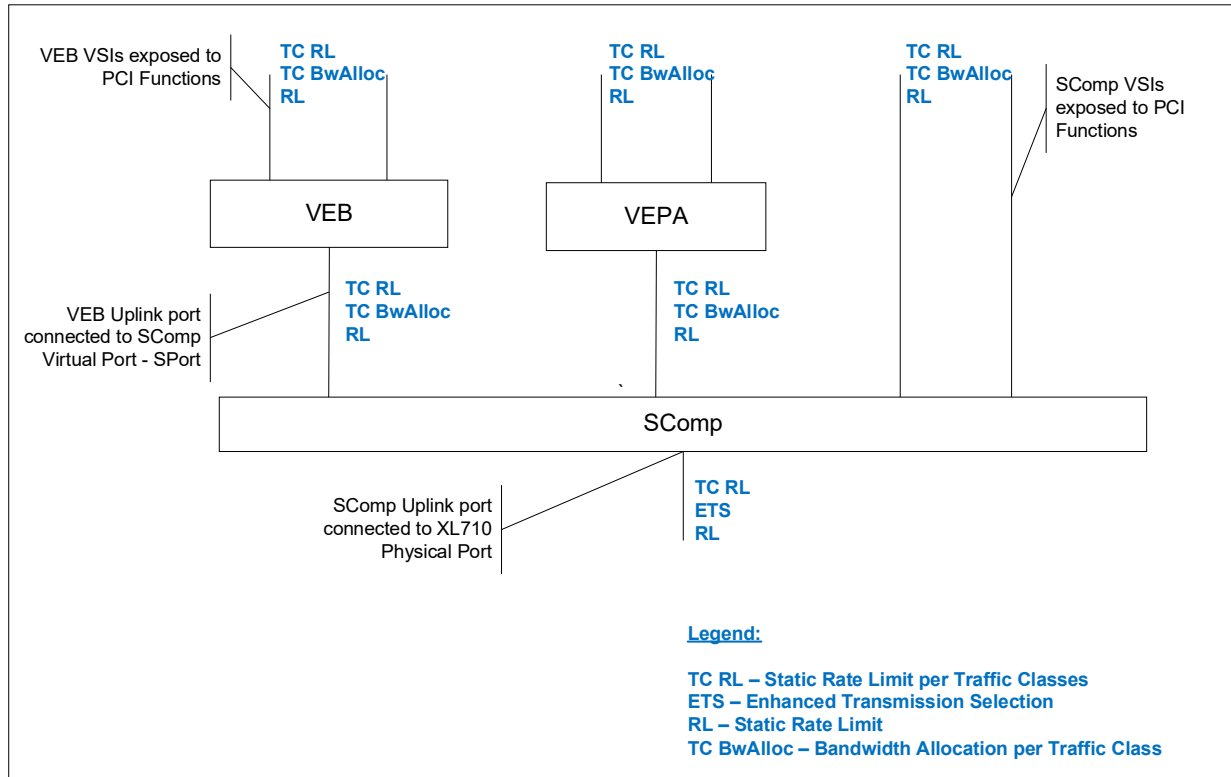 VEB VSIs exposed to
PCI Functions
TC RL
TC BwAlloc
RL
TC RL
TC BwAlloc
RL
TC RL
TC BwAlloc
RL
SComp VSIs
exposed to PCI
Functions
VEB
VEPA
VEB Uplink port
connected to SComp
Virtual Port - SPort
TC RL
TC BwAlloc
RL
TC RL
TC BwAlloc
RL
`
SComp
SComp Uplink port
connected to XL710
Physical Port
TC RL
ETS
RL
Legend:
TC RL – Static Rate Limit per Traffic Classes
ETS – Enhanced Transmission Selection
RL – Static Rate Limit
TC BwAlloc – Bandwidth Allocation per Traffic Class